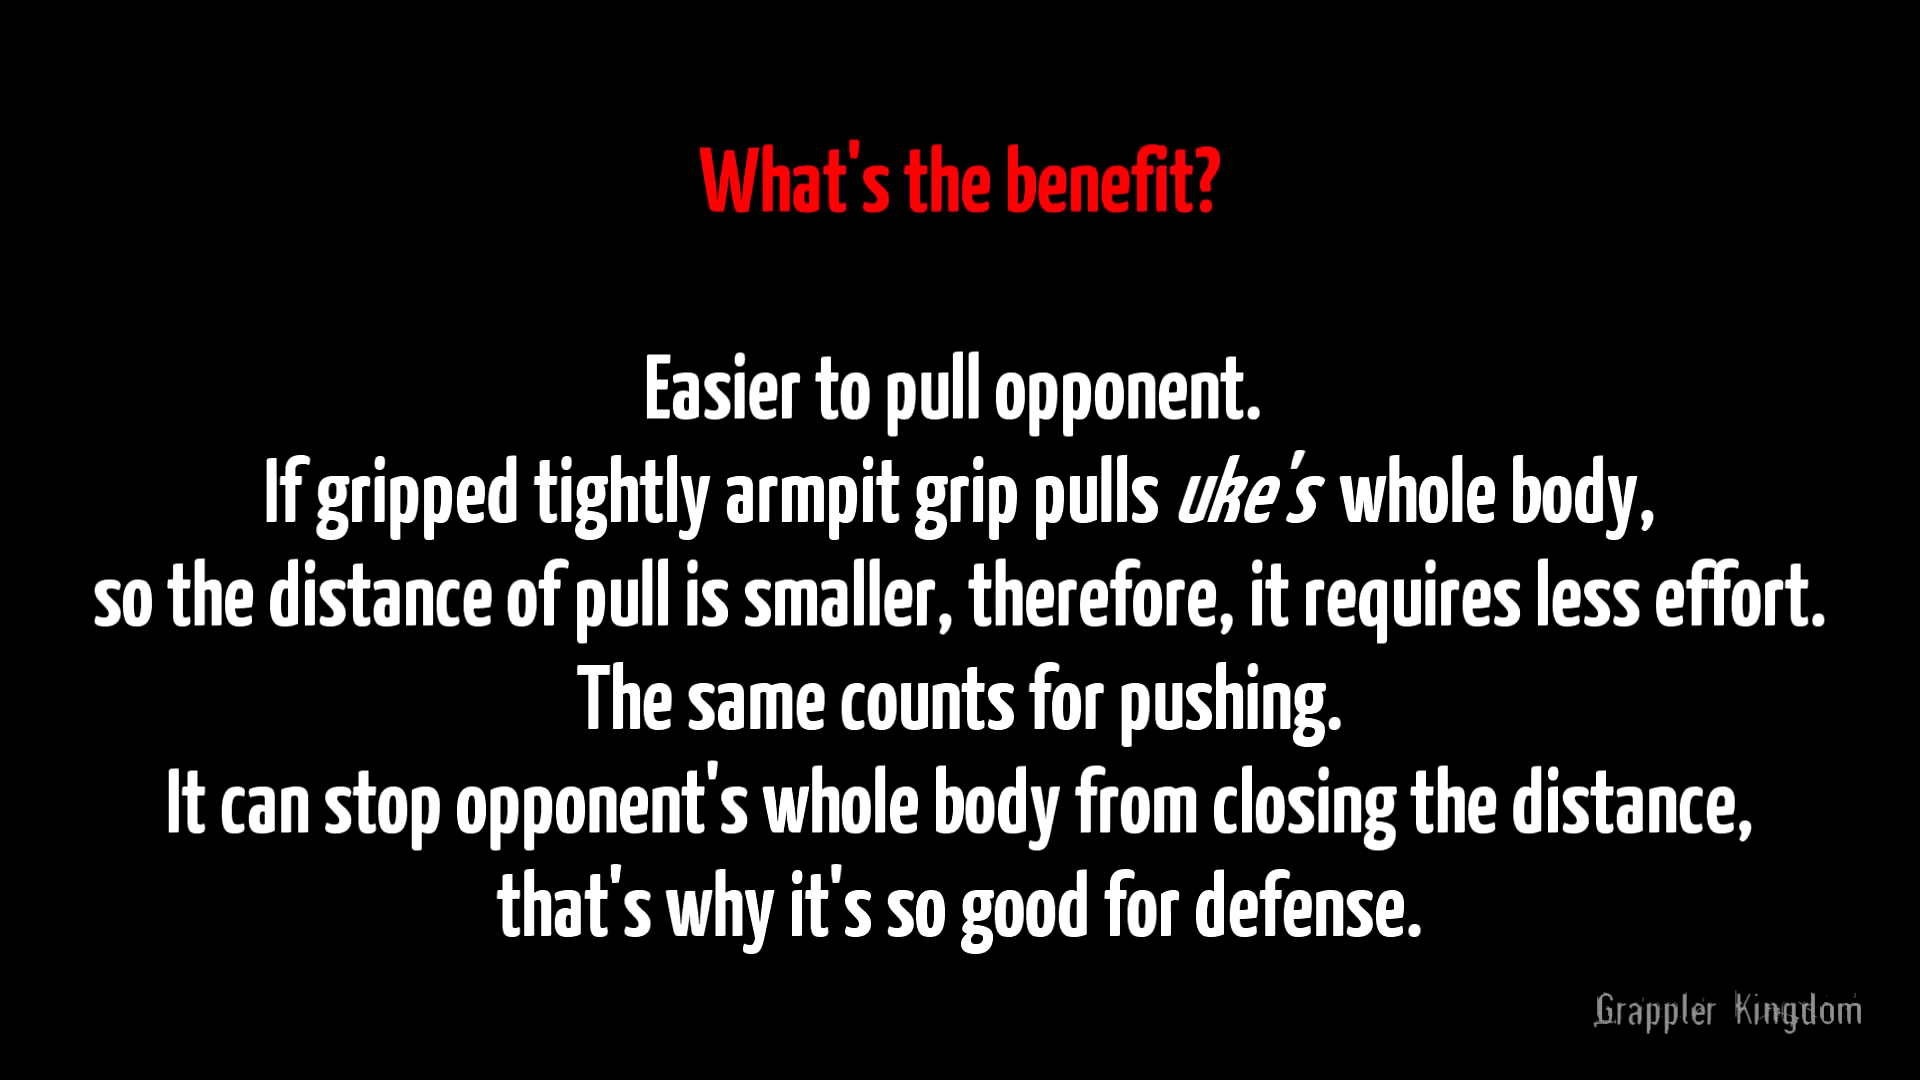 What's the benefit?
Easier to pull opponent.
If gripped tightly armpit grip pulls uke's whole body,
so the distance of pull is smaller, therefore, it requires less effort.
The same counts for pushing.
It can stop opponent's whole body from closing the distance,
that's why it's so good for defense.
Grappler Kingdom